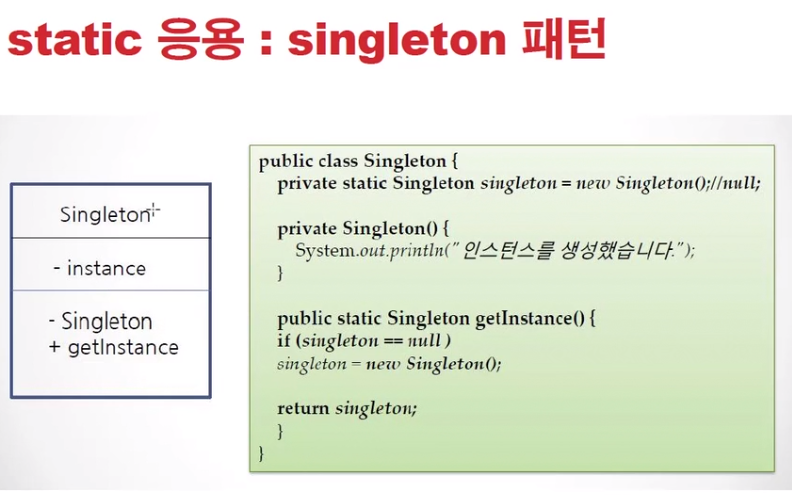 static 응용 : singleton 패턴
Singleton
- instance
- Singleton
+ getInstance
public class Singleton {
private static Singleton singleton = new Singleton();//null;
private Singleton() {
System.out.println("인스턴스를 생성했습니다.");
}
public static Singleton getInstance() {
if (singleton == null )
singleton = new Singleton();
return singleton;
}
}